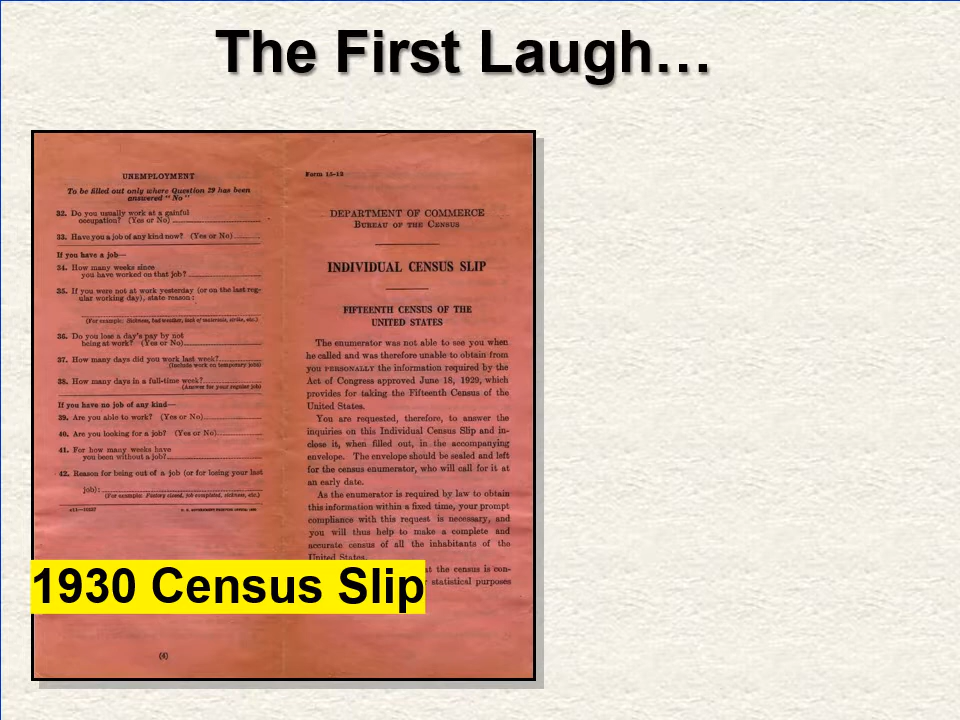 The First Laugh…
UNEMPLOYMENT
To be filled out only where Question 29 has been
answered "No"
32. Do you usually work at a gainful
occupation? (Yes or No)
33. Have you a job of any kind now? (Yes or No)
If you have a job—
34. How many weeks since
you have worked on that job?
35. If you were not at work yesterday (or on the last reg-
ular working day), state reason:
(For example: Sickness, bad weather, lack of materials, strike, etc.)
36. Do you lose a day's pay by not
being at work? (Yes or No)
37. How many days did you work last week?
(Include work on temporary jobs)
38. How many days in a full-time week?
(Answer for your regular job)
If you have no job of any kind—
39. Are you able to work? (Yes or No)
40. Are you looking for a job? (Yes or No)
41. For how many weeks have
you been without a job?
42. Reason for being out of a job (or for losing your last
job):
(For example: Factory closed, job completed, sickness, etc.)
(4)
Form 15-12
DEPARTMENT OF COMMERCE
BUREAU OF THE CENSUS
INDIVIDUAL CENSUS SLIP
FIFTEENTH CENSUS OF THE
UNITED STATES
The enumerator was not able to see you when
he called and was therefore unable to obtain from
you PERSONALLY the information required by the
Act of Congress approved June 18, 1929, which
provides for taking the Fifteenth Census of the
United States.
You are requested, therefore, to answer the
inquiries on this Individual Census Slip and in-
close it, when filled out, in the accompanying
envelope. The envelope should be sealed and left
for the census enumerator, who will call for it at
an early date.
As the enumerator is required by law to obtain
this information within a fixed time, your prompt
compliance with this request is necessary, and
you will thus help to make a complete and
accurate census of all the inhabitants of the
United States.
at the census is con-
statistical purposes
1930 Census Slip